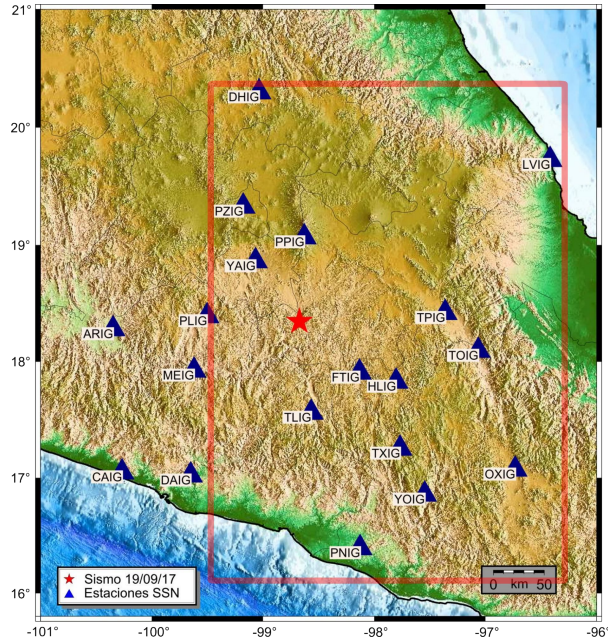 21°
DHIG
20°
LVIG
PZIG
PPIG
19°
YAIG
PLIG
TPIG
ARIG
TOIG
18°
MEIG
FTIG
HLIG
TLIG
TXIG
17°
CAIG
DAIG
OXIG
YOIG
PNIG
Sismo 19/09/17
Estaciones SSN
0 km 50
16°
-101° -100° -99° -98° -97° -96°